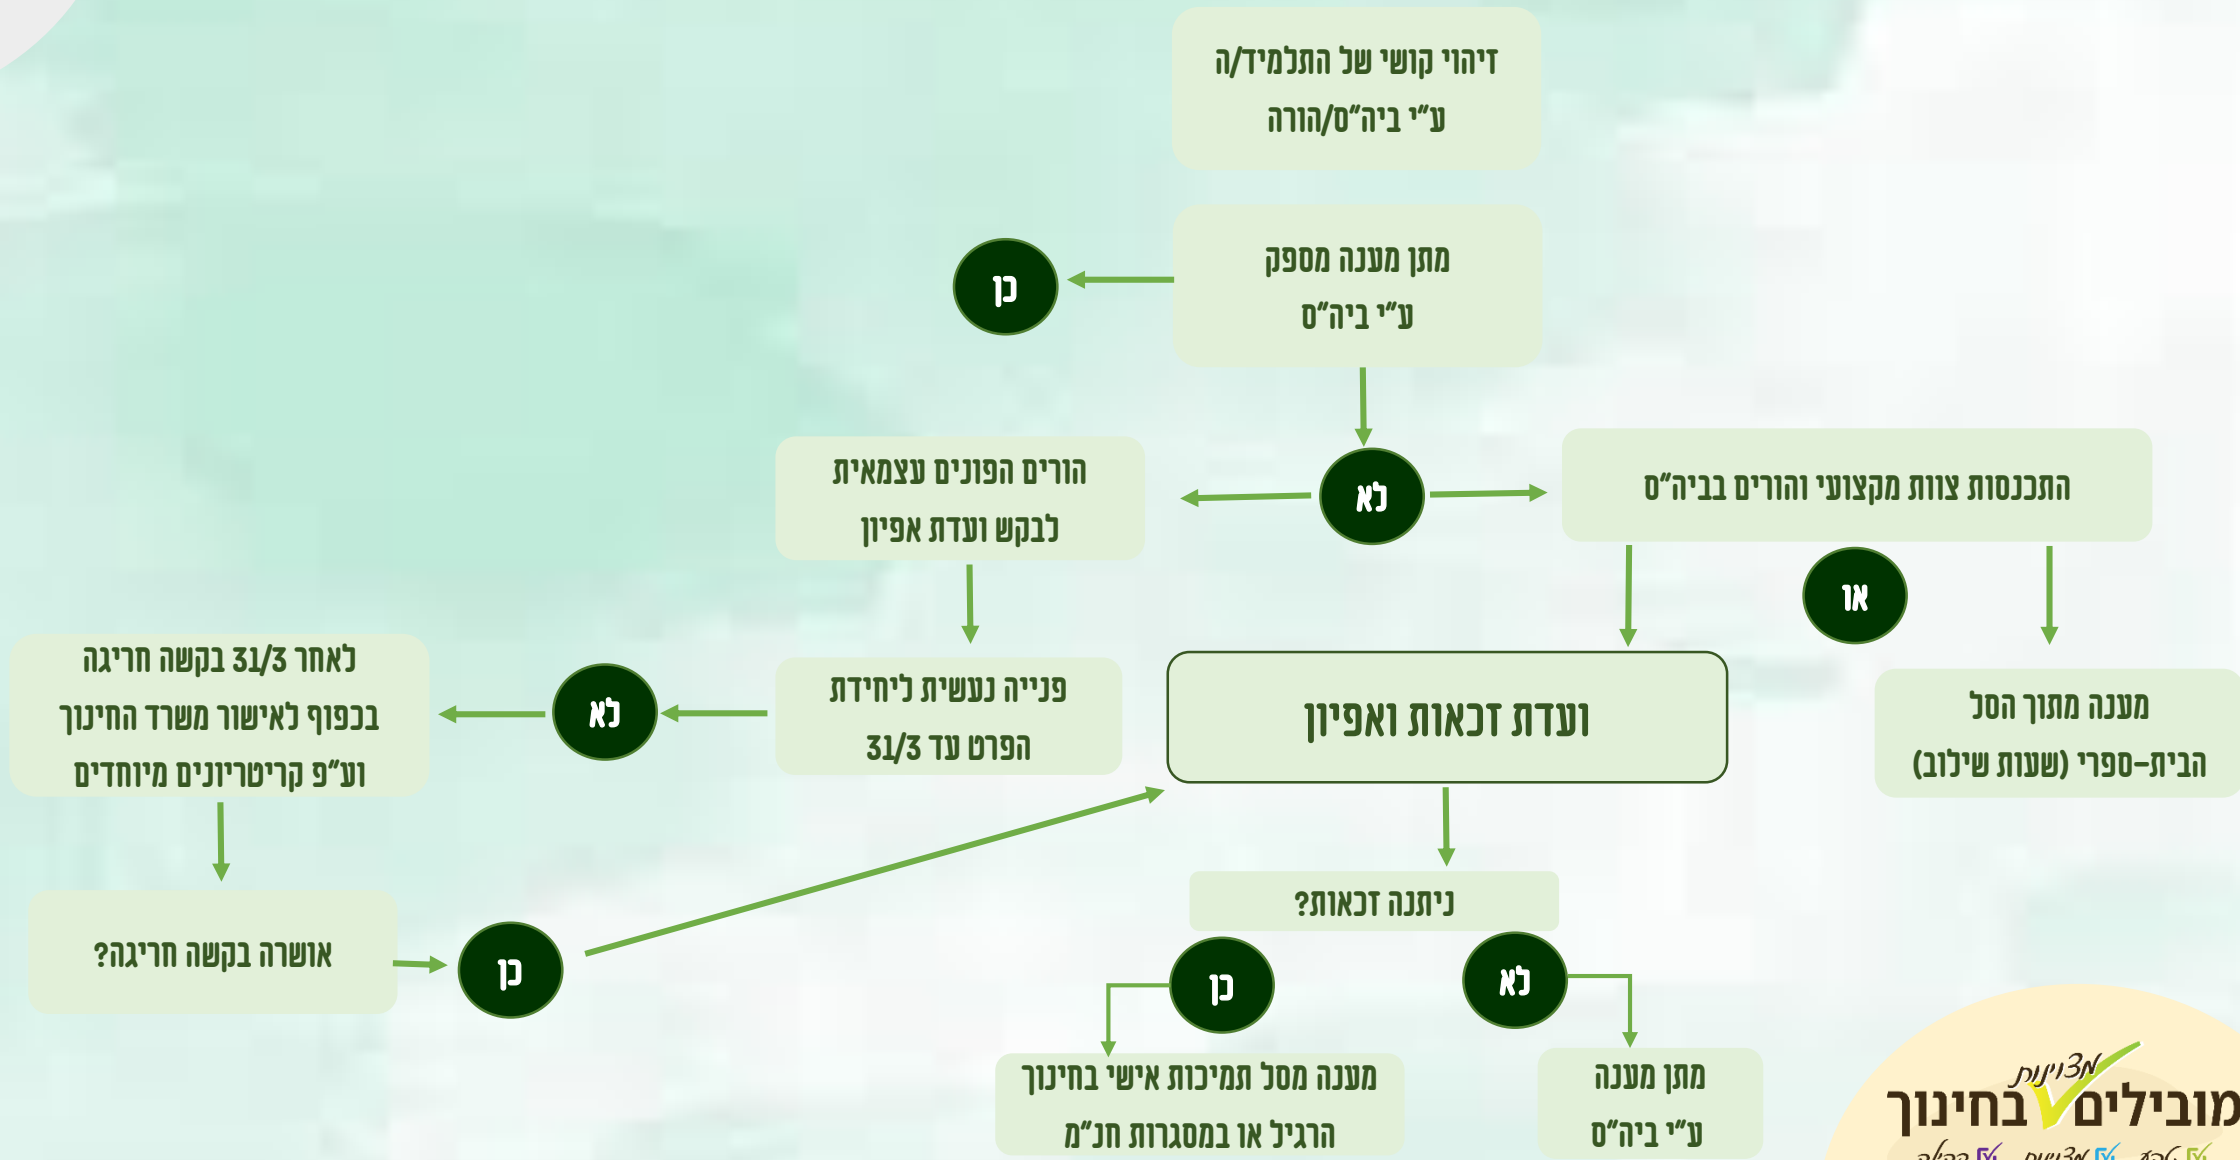 זיהוי קושי של התלמיד/ה
ע״י ביה״ס/הורה
מתן מענה מספק
ע״י ביה״ס
כן
לא
התכנסות צוות מקצועי והורים בביה״ס
הורים הפונים עצמאית
לבקש ועדת אפיון
או
מענה מתוך הסל
הבית-ספרי (שעות שילוב)
ועדת זכאות ואפיון
פנייה נעשית ליחידת
הפרט עד 31/3
לא
לאחר 31/3 בקשה חריגה
בכפוף לאישור משרד החינוך
וע״פ קריטריונים מיוחדים
אושרה בקשה חריגה?
כן
ניתנה זכאות?
לא
כן
מתן מענה
ע״י ביה״ס
מענה מסל תמיכות אישי בחינוך
הרגיל או במסגרות חנ״מ
מצוינות
מובילים בחינוך